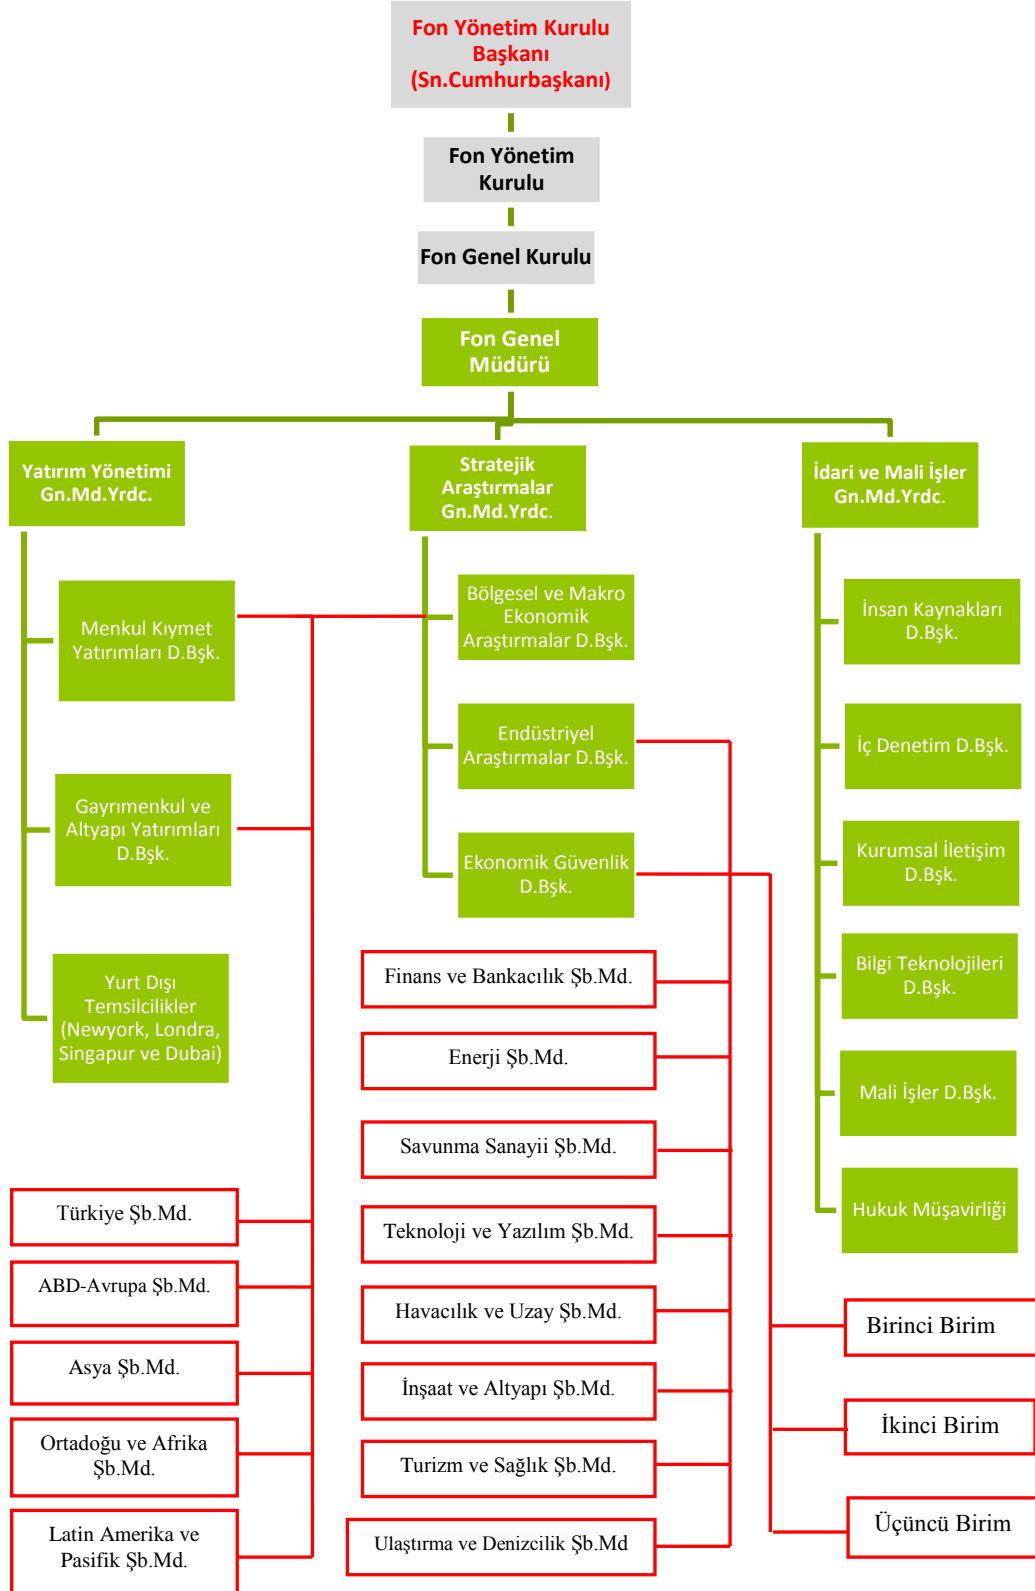 Fon Yönetim Kurulu
Başkanı
(Sn.Cumhurbaşkanı)
Fon Yönetim
Kurulu
Fon Genel Kurulu
Fon Genel
Müdürü
Yatırım Yönetimi
Gn.Md.Yrdc.
Menkul Kıymet
Yatırımları D.Bşk.
Gayrımenkul ve
Altyapı Yatırımları
D.Bşk.
Yurt Dışı
Temsilcilikler
(Newyork, Londra,
Singapur ve Dubai)
Türkiye Şb.Md.
ABD-Avrupa Şb.Md.
Asya Şb.Md.
Ortadoğu ve Afrika
Şb.Md.
Latin Amerika ve
Pasifik Şb.Md.
Stratejik
Araştırmalar
Gn.Md.Yrdc.
Bölgesel ve Makro
Ekonomik
Araştırmalar D.Bşk.
Endüstriyel
Araştırmalar D.Bşk.
Ekonomik Güvenlik
D.Bşk.
Finans ve Bankacılık Şb.Md.
Enerji Şb.Md.
Savunma Sanayii Şb.Md.
Teknoloji ve Yazılım Şb.Md.
Havacılık ve Uzay Şb.Md.
İnşaat ve Altyapı Şb.Md.
Turizm ve Sağlık Şb.Md.
Ulaştırma ve Denizcilik Şb.Md
İdari ve Mali İşler
Gn.Md.Yrdc.
İnsan Kaynakları
D.Bşk.
İç Denetim D.Bşk.
Kurumsal İletişim
D.Bşk.
Bilgi Teknolojileri
D.Bşk.
Mali İşler D.Bşk.
Hukuk Müşavirliği
Birinci Birim
İkinci Birim
Üçüncü Birim